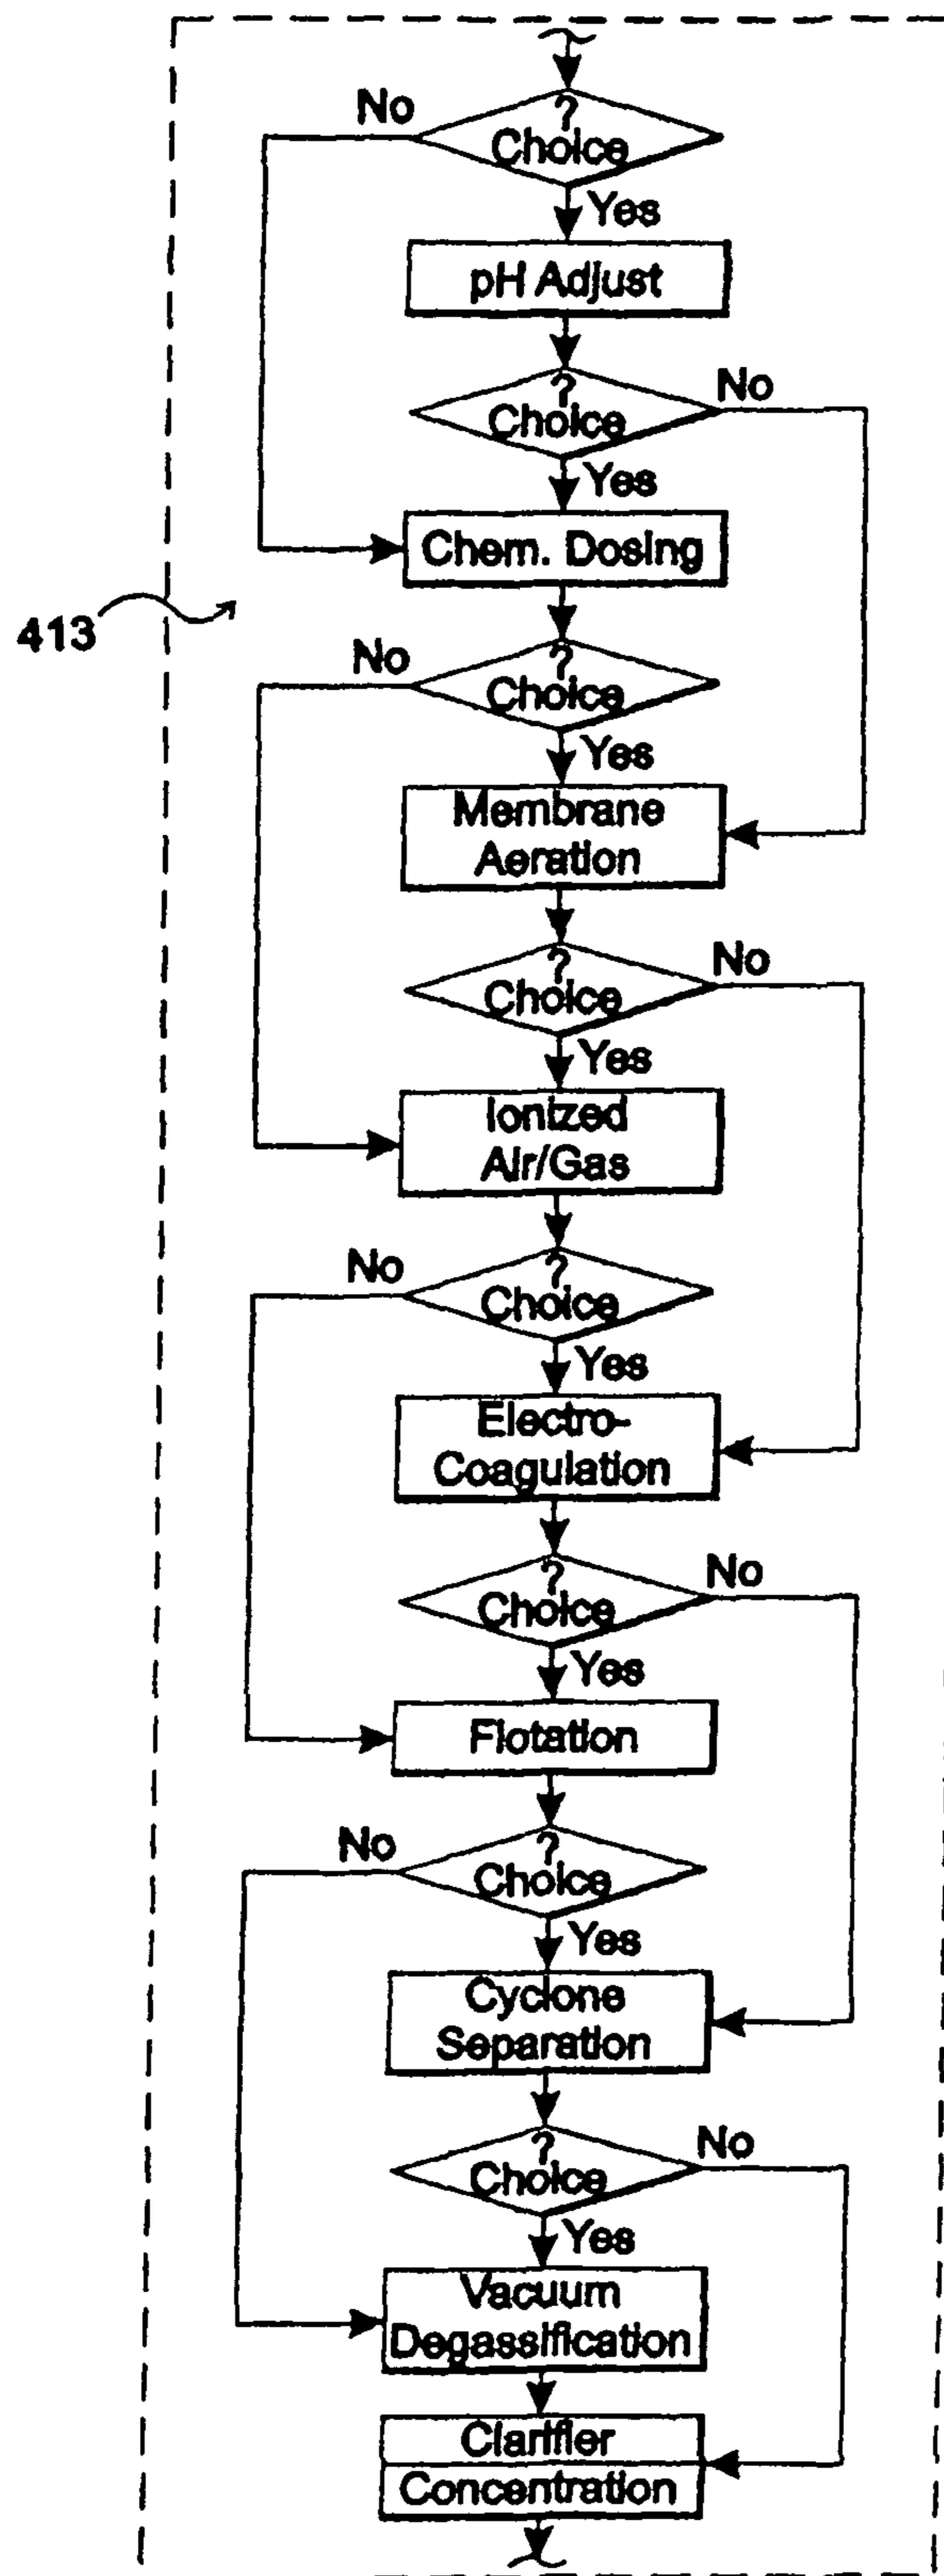 ?
No
Choice
Yes
pH Adjust
?
No
Choice
Yes
Chem. Dosing
413
?
No
Choice
Yes
Membrane
Aeration
?
No
Choice
Yes
Ionized
Air/Gas
?
No
Choice
Yes
Electro-
Coagulation
?
No
Choice
Yes
Flotation
?
No
Choice
Yes
Cyclone
Separation
?
No
Choice
Yes
Vacuum
Degassification
Clarifier
Concentration